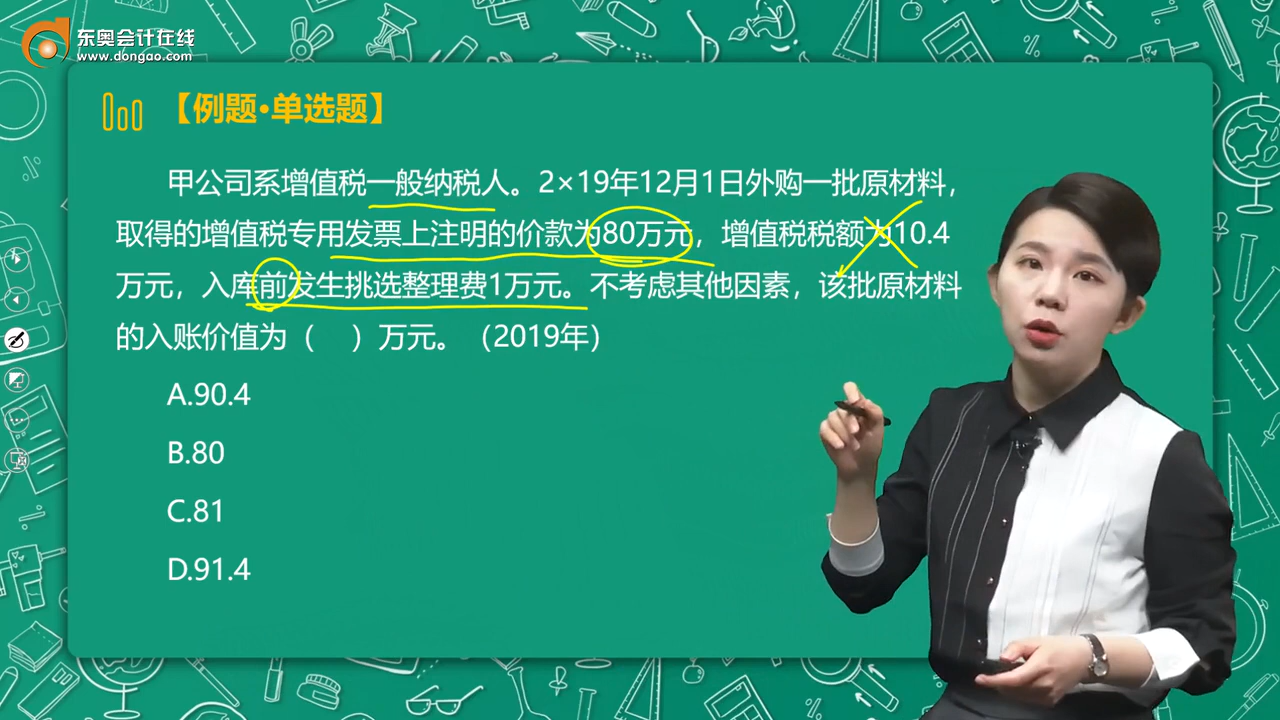 东奥会计在线
www.dongao.com
【例题•单选题】
甲公司系增值税一般纳税人。2×19年12月1日外购一批原材料，
取得的增值税专用发票上注明的价款为80万元，增值税税额为10.4
万元，入库前发生挑选整理费1万元。不考虑其他因素，该批原材料
的入账价值为（ ）万元。（2019年）
A.90.4
B.80
C.81
D.91.4